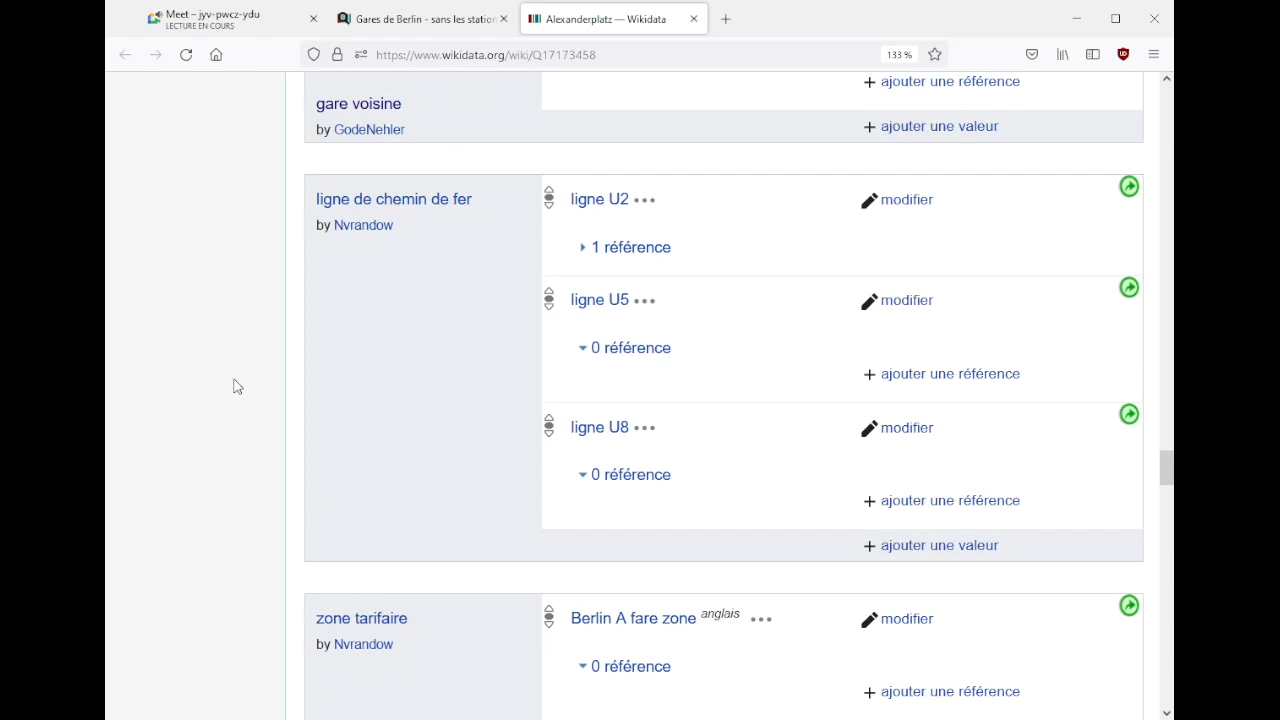 Meet – jyv-pwcz-ydu
LECTURE EN COURS
Gares de Berlin - sans les station
Alexanderplatz — Wikidata
https://www.wikidata.org/wiki/Q17173458
133 %
ajouter une référence
gare voisine
by GodeNehler
ajouter une valeur
ligne de chemin de fer
by Nvrandow
ligne U2
modifier
1 référence
ligne U5
modifier
0 référence
ajouter une référence
ligne U8
modifier
0 référence
ajouter une référence
ajouter une valeur
zone tarifaire
by Nvrandow
Berlin A fare zone anglais
modifier
0 référence
ajouter une référence